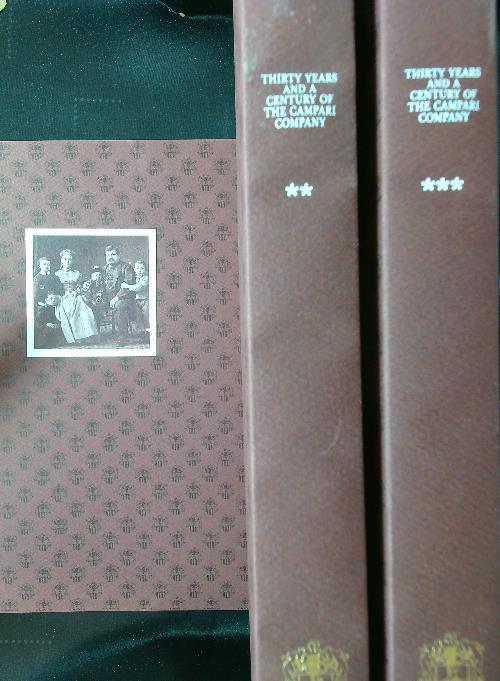 THIRTY YEARS
AND A
CENTURY OF
THE CAMPARI
COMPANY
**
THIRTY YEARS
AND A
CENTURY OF
THE CAMPARI
COMPANY
***